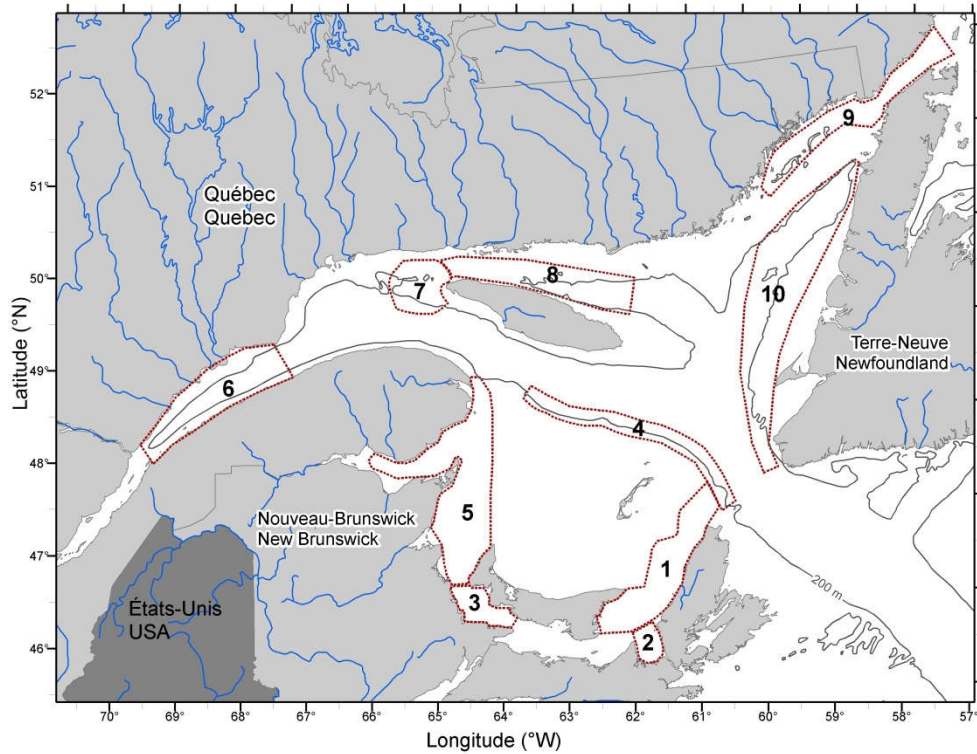 52°
51°
50°
49°
48°
47°
46°
Latitude (°N)
Québec
Quebec
9
10
8
7
6
Terre-Neuve
Newfoundland
4
5
Nouveau-Brunswick
New Brunswick
1
3
2
États-Unis
USA
200 m
70°
69°
68°
67°
66°
65°
64°
63°
62°
61°
60°
59°
58°
57°
Longitude (°W)